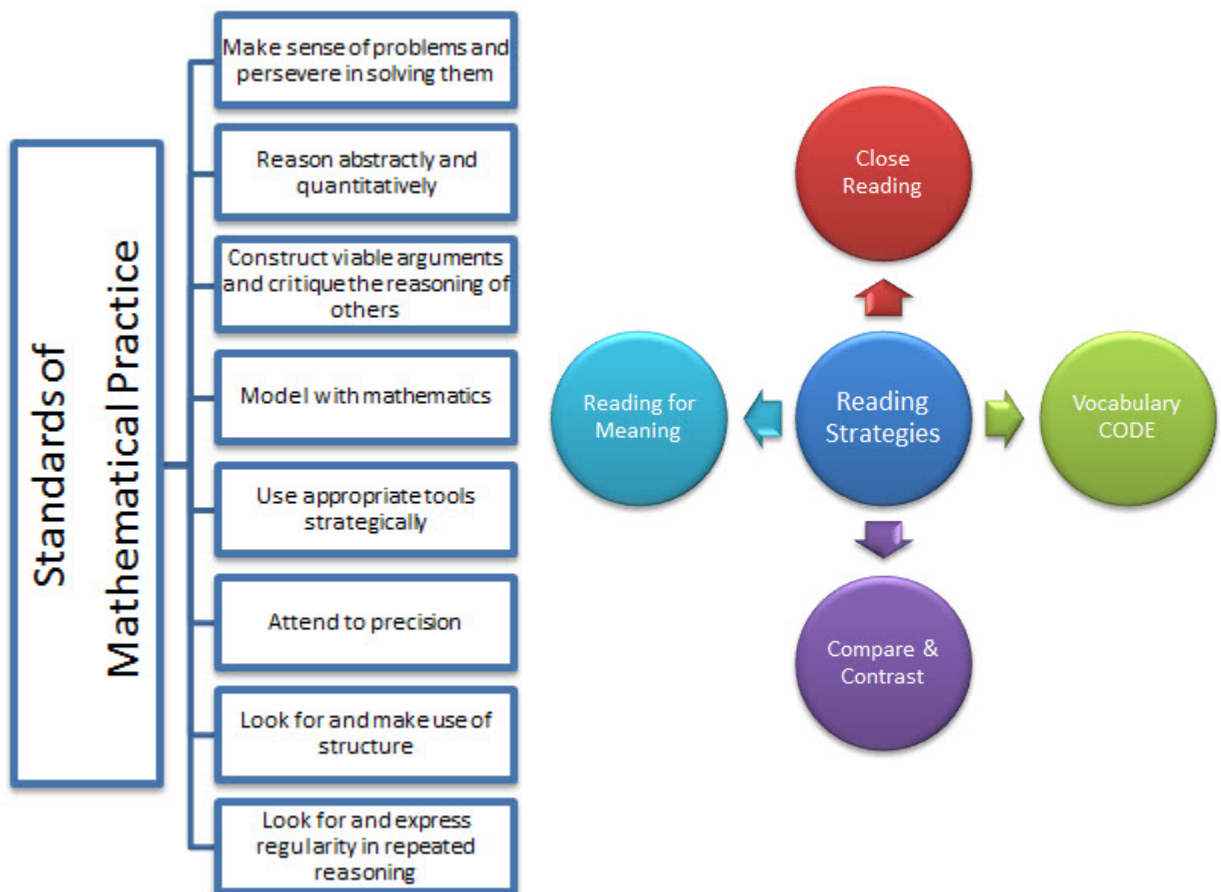 Standards of
Mathematical Practice
Make sense of problems and
persevere in solving them
Reason abstractly and
quantitatively
Construct viable arguments
and critique the reasoning of
others
Model with mathematics
Use appropriate tools
strategically
Attend to precision
Look for and make use of
structure
Look for and express
regularity in repeated
reasoning
Close
Reading
Reading for
Meaning
Reading
Strategies
Vocabulary
CODE
Compare &
Contrast